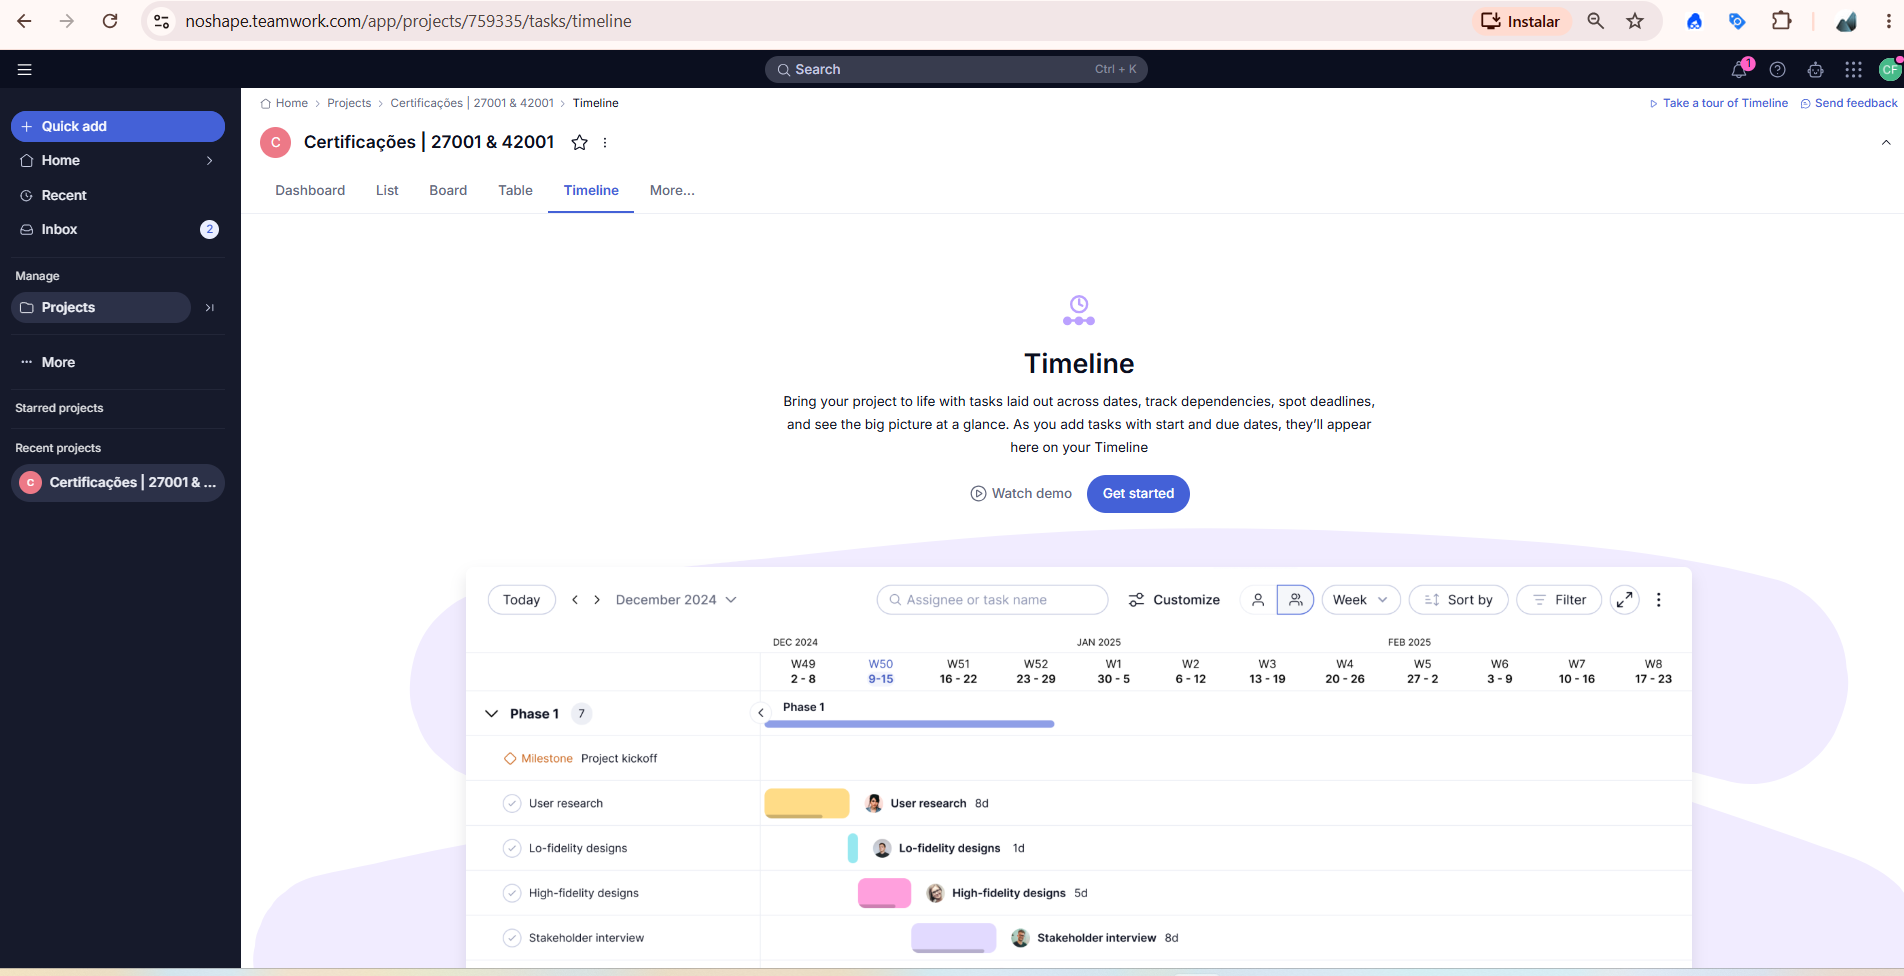 noshape.teamwork.com/app/projects/759335/tasks/timeline
Instalar
Search
Ctrl + K
1
CF
Quick add
Home
Recent
Inbox
2
Manage
Projects
More
Starred projects
Recent projects
C
Certificações | 27001 & ...
Home
Projects
Certificações | 27001 & 42001
Timeline
Take a tour of Timeline
Send feedback
C
Certificações | 27001 & 42001
Dashboard
List
Board
Table
Timeline
More...
Timeline
Bring your project to life with tasks laid out across dates, track dependencies, spot deadlines,
and see the big picture at a glance. As you add tasks with start and due dates, they'll appear
here on your Timeline
Watch demo
Get started
Today
December 2024
Assignee or task name
Customize
Week
Sort by
Filter
DEC 2024
JAN 2025
FEB 2025
W49
W50
W51
W52
W1
W2
W3
W4
W5
W6
W7
W8
2 - 8
9-15
16 - 22
23 - 29
30 - 5
6 - 12
13 - 19
20 - 26
27 - 2
3 - 9
10 - 16
17 - 23
Phase 1
7
Phase 1
Milestone Project kickoff
User research
User research 8d
Lo-fidelity designs
Lo-fidelity designs 1d
High-fidelity designs
High-fidelity designs 5d
Stakeholder interview
Stakeholder interview 8d